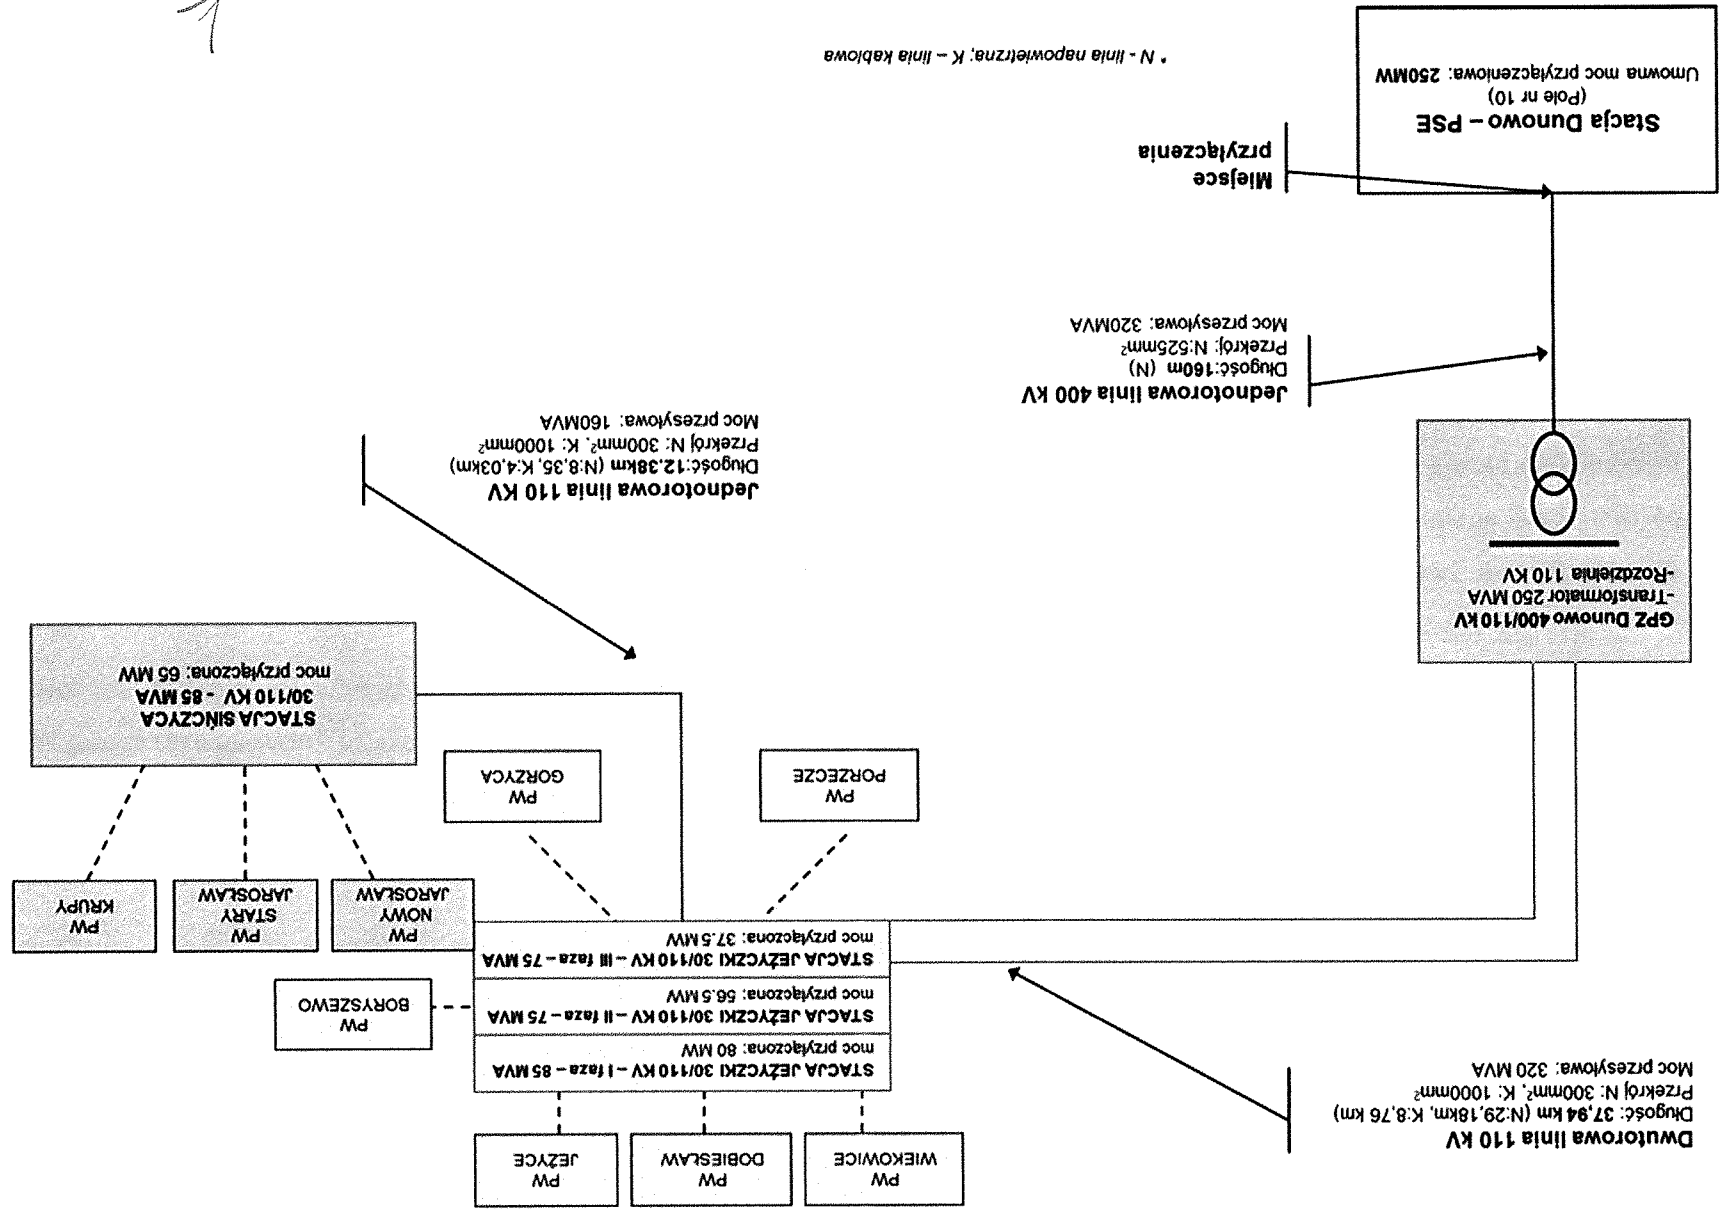 Dwutorowa linia 110 kV
Długość: 37,94 km (N:29,18km, K:8,76 km)
Przekrój N: 300mm², K: 1000mm²
Moc przesyłowa: 320 MVA
PW
WIEKOWICE
PW
DOBIESŁAW
PW
JEŻYCE
STACJA JEŻYCZKI 30/110 KV – I faza – 85 MVA
moc przyłączona: 80 MW
STACJA JEŻYCZKI 30/110 KV – II faza – 75 MVA
moc przyłączona: 56.5 MW
STACJA JEŻYCZKI 30/110 KV – III faza – 75 MVA
moc przyłączona: 37.5 MW
PW
BORYSZEWO
PW
NOWY
JAROSŁAW
PW
STARY
JAROSŁAW
PW
KRUPY
PW
PORZECZE
PW
GORZYCA
STACJA SIŃCZYCA
30/110 KV - 85 MVA
moc przyłączona: 65 MW
GPZ Dunowo 400/110 kV
-Transformator 250 MVA
-Rozdzielnia 110 KV
Jednotorowa linia 110 KV
Długość:12.38km (N:8,35, K:4,03km)
Przekrój N: 300mm², K: 1000mm²
Moc przesyłowa: 160MVA
Jednotorowa linia 400 kV
Długość:160m (N)
Przekrój: N:525mm²
Moc przesyłowa: 320MVA
Miejsce
przyłączenia
Stacja Dunowo – PSE
(Pole nr 10)
Umowna moc przyłączeniowa: 250MW
* N - linia napowietrzna; K – linia kablowa